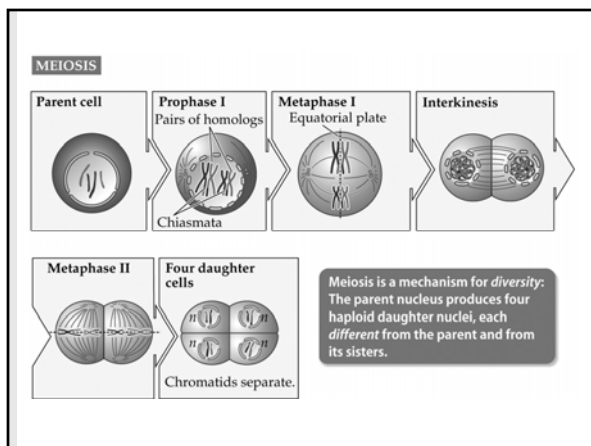 MEIOSIS
Parent cell
Prophase I
Pairs of homologs
Chiasmata
Metaphase I
Equatorial plate
Interkinesis
Metaphase II
Four daughter
cells
n
n
n
n
Chromatids separate.
Meiosis is a mechanism for diversity:
The parent nucleus produces four
haploid daughter nuclei, each
different from the parent and from
its sisters.